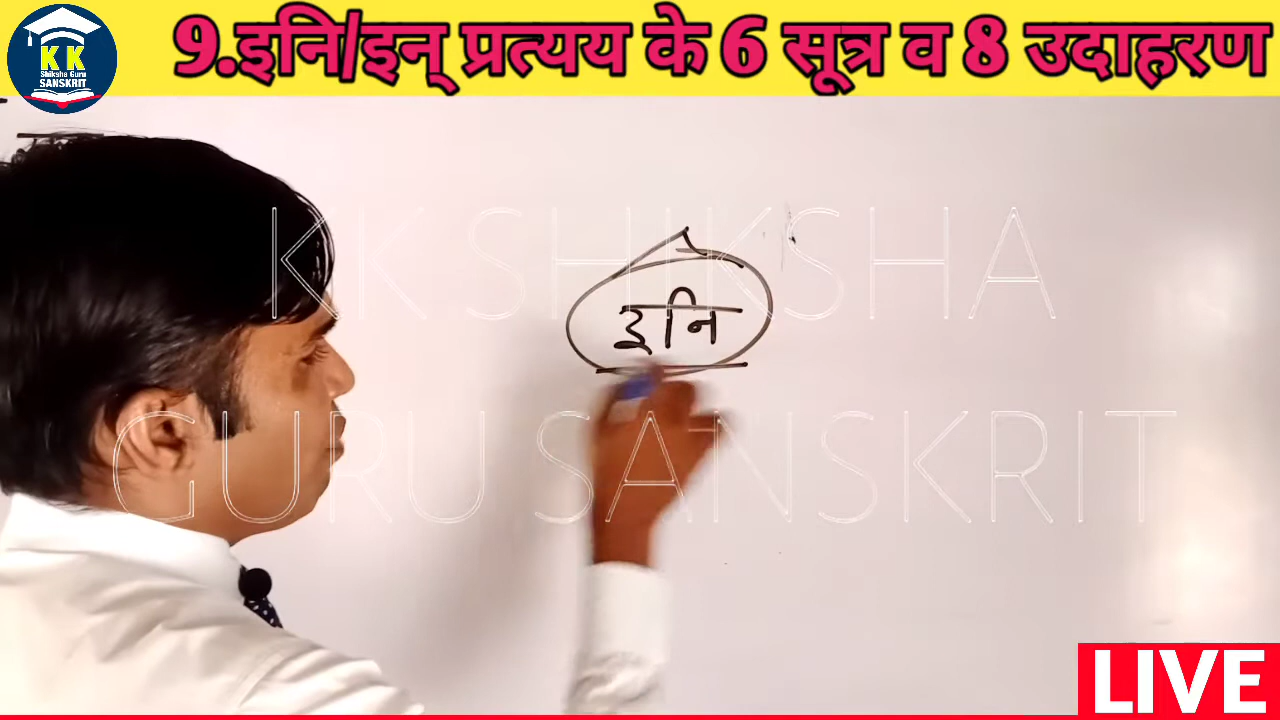 9.इनि/इन् प्रत्यय के 6 सूत्र व 8 उदाहरण
KK
Shiksha Guru
SANSKRIT
KK SHIKSHA
इनि
GURU SANSKRIT
LIVE